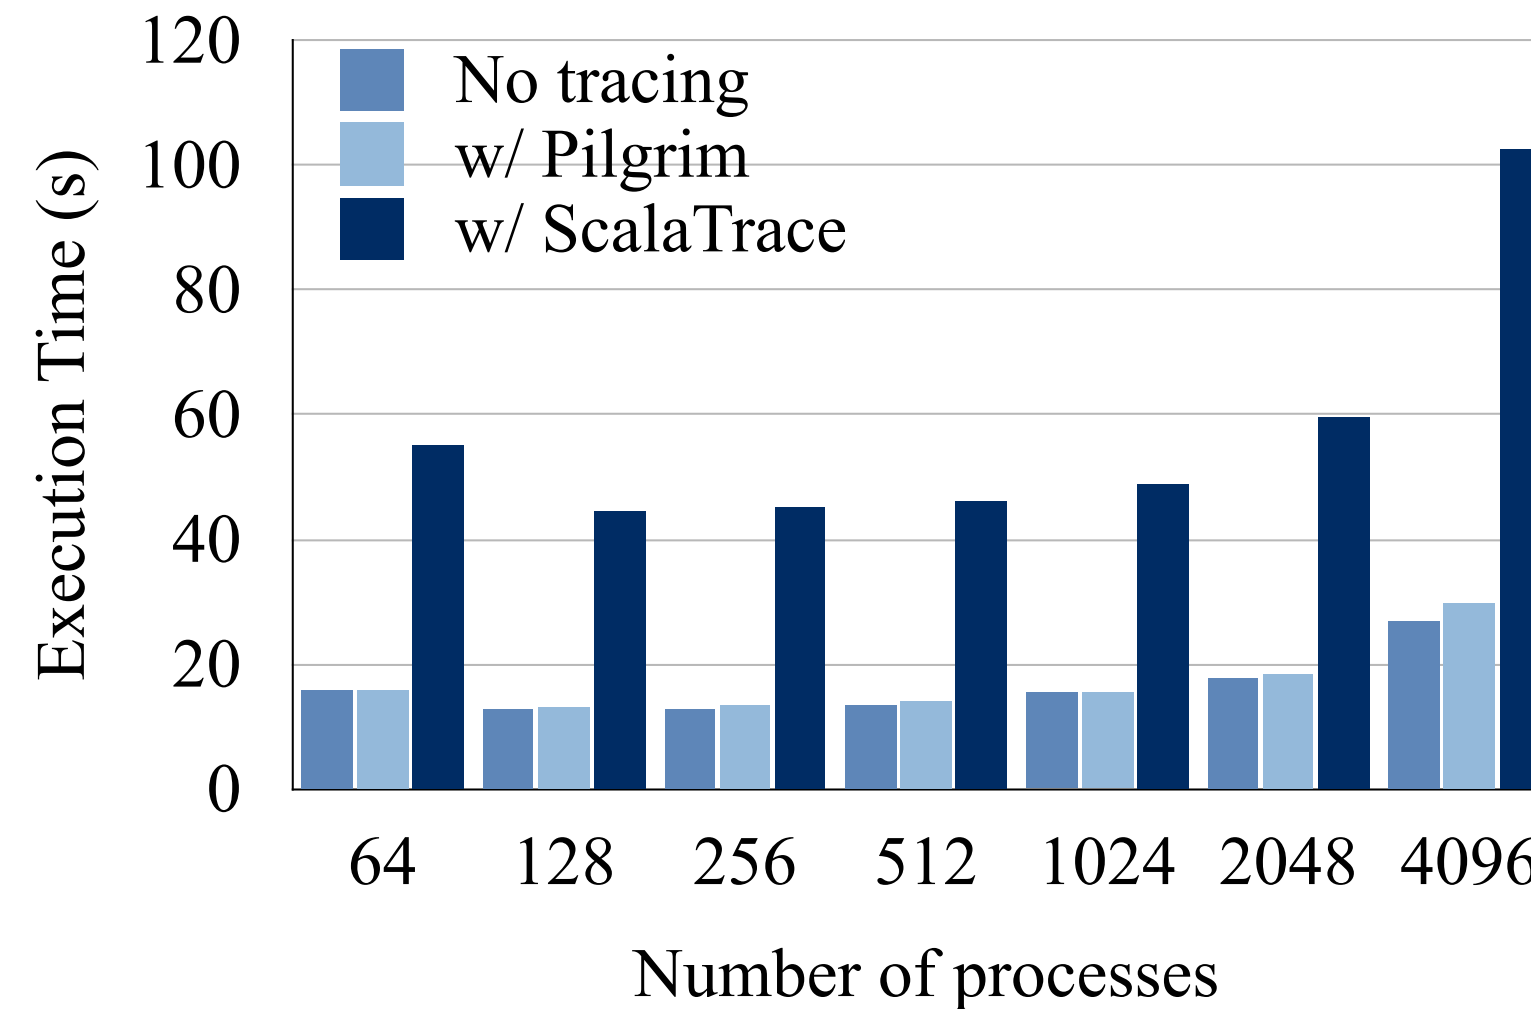 120
100
80
60
40
20
0
Execution Time (s)
No tracing
w/ Pilgrim
w/ ScalaTrace
64 128 256 512 1024 2048 4096
Number of processes